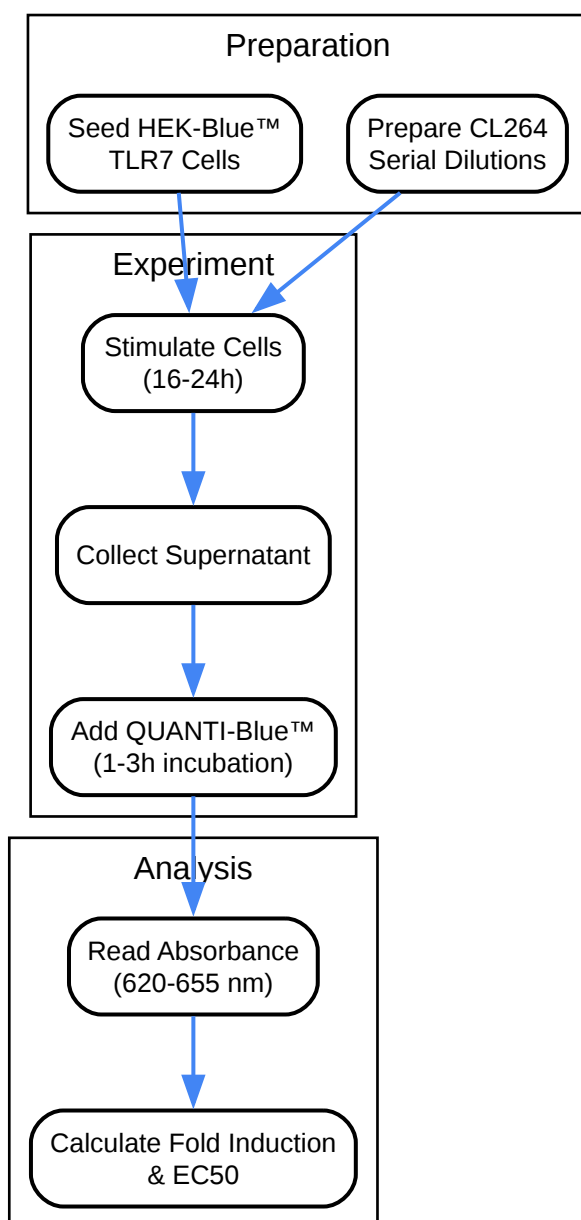 Preparation
Seed HEK-Blue™
TLR7 Cells
Prepare CL264
Serial Dilutions
Experiment
Stimulate Cells
(16-24h)
Collect Supernatant
Add QUANTI-Blue™
(1-3h incubation)
Analysis
Read Absorbance
(620-655 nm)
Calculate Fold Induction
& EC50